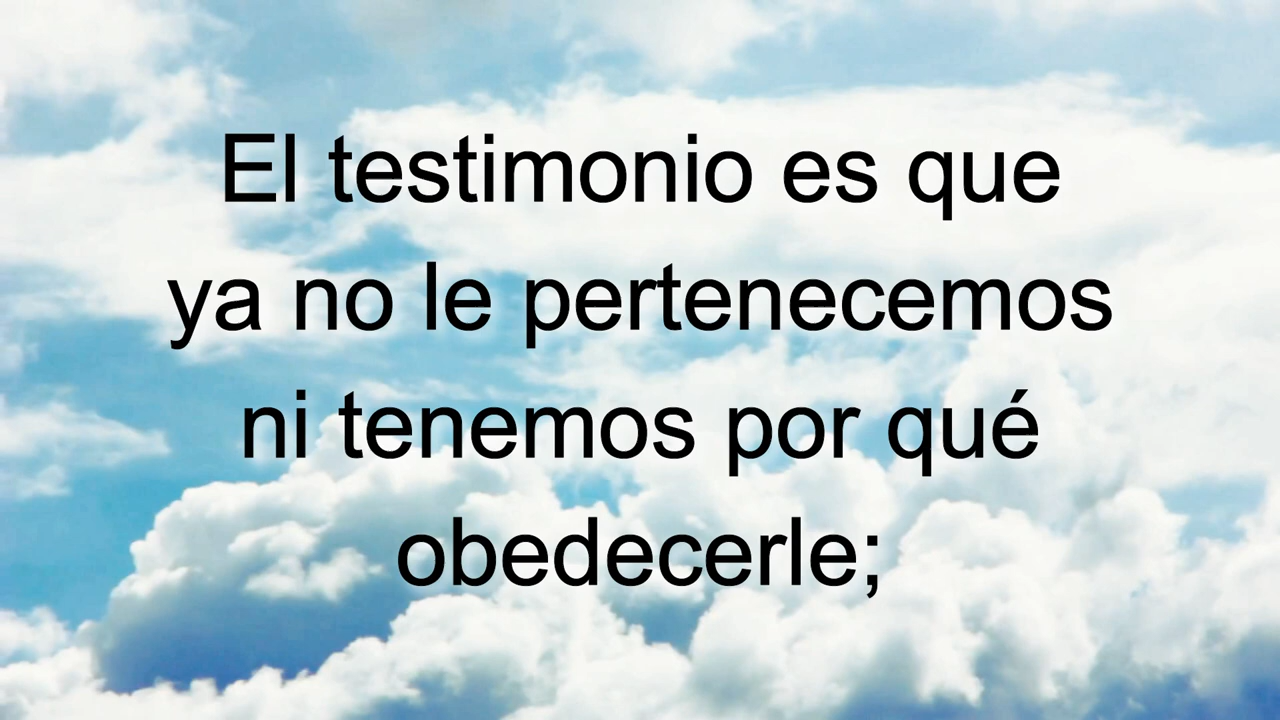 El testimonio es que
ya no le pertenecemos
ni tenemos por qué
obedecerle;